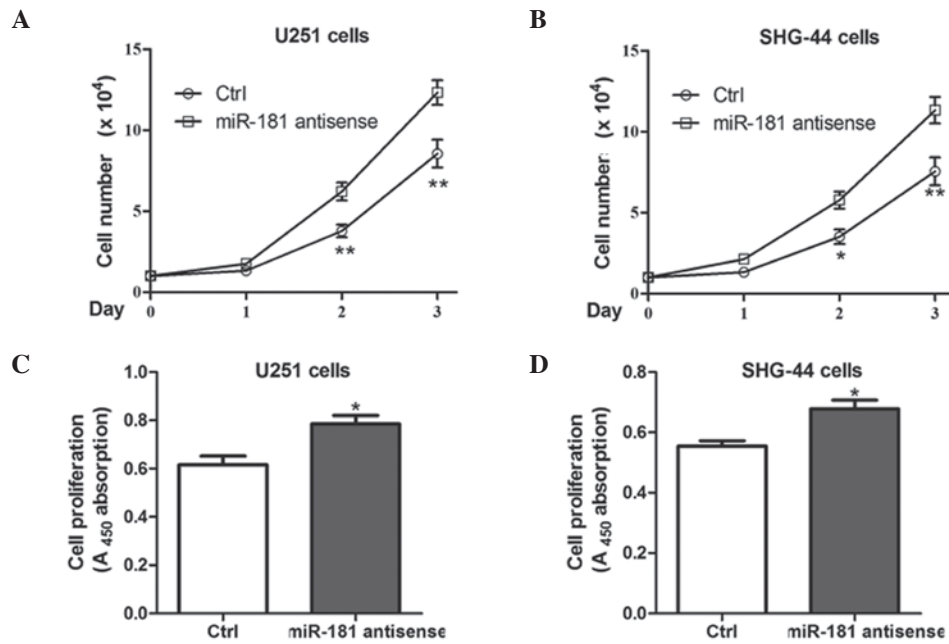 A
U251 cells
15
10
5
0
Cell number (x 10⁴)
Ctrl
miR-181 antisense
**
**
Day
0 1 2 3
B
SHG-44 cells
15
10
5
0
Cell number (x 10⁴)
Ctrl
miR-181 antisense
*
**
Day
0 1 2 3
C
U251 cells
1.0
0.8
0.6
0.4
0.2
0.0
Cell proliferation
(A 450 absorption)
*
Ctrl miR-181 antisense
D
SHG-44 cells
0.8
0.6
0.4
0.2
0.0
Cell proliferation
(A 450 absorption)
*
Ctrl miR-181 antisense